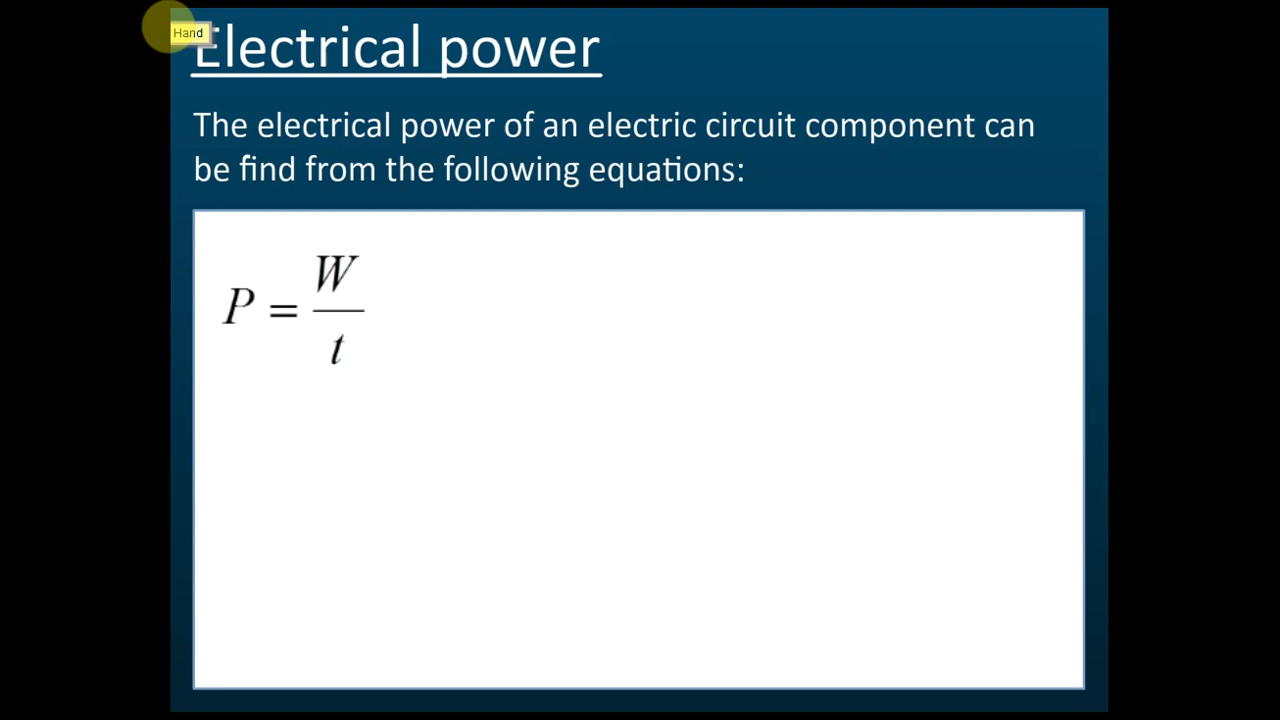 Hand
Electrical power
The electrical power of an electric circuit component can
be find from the following equations:
P = W/t